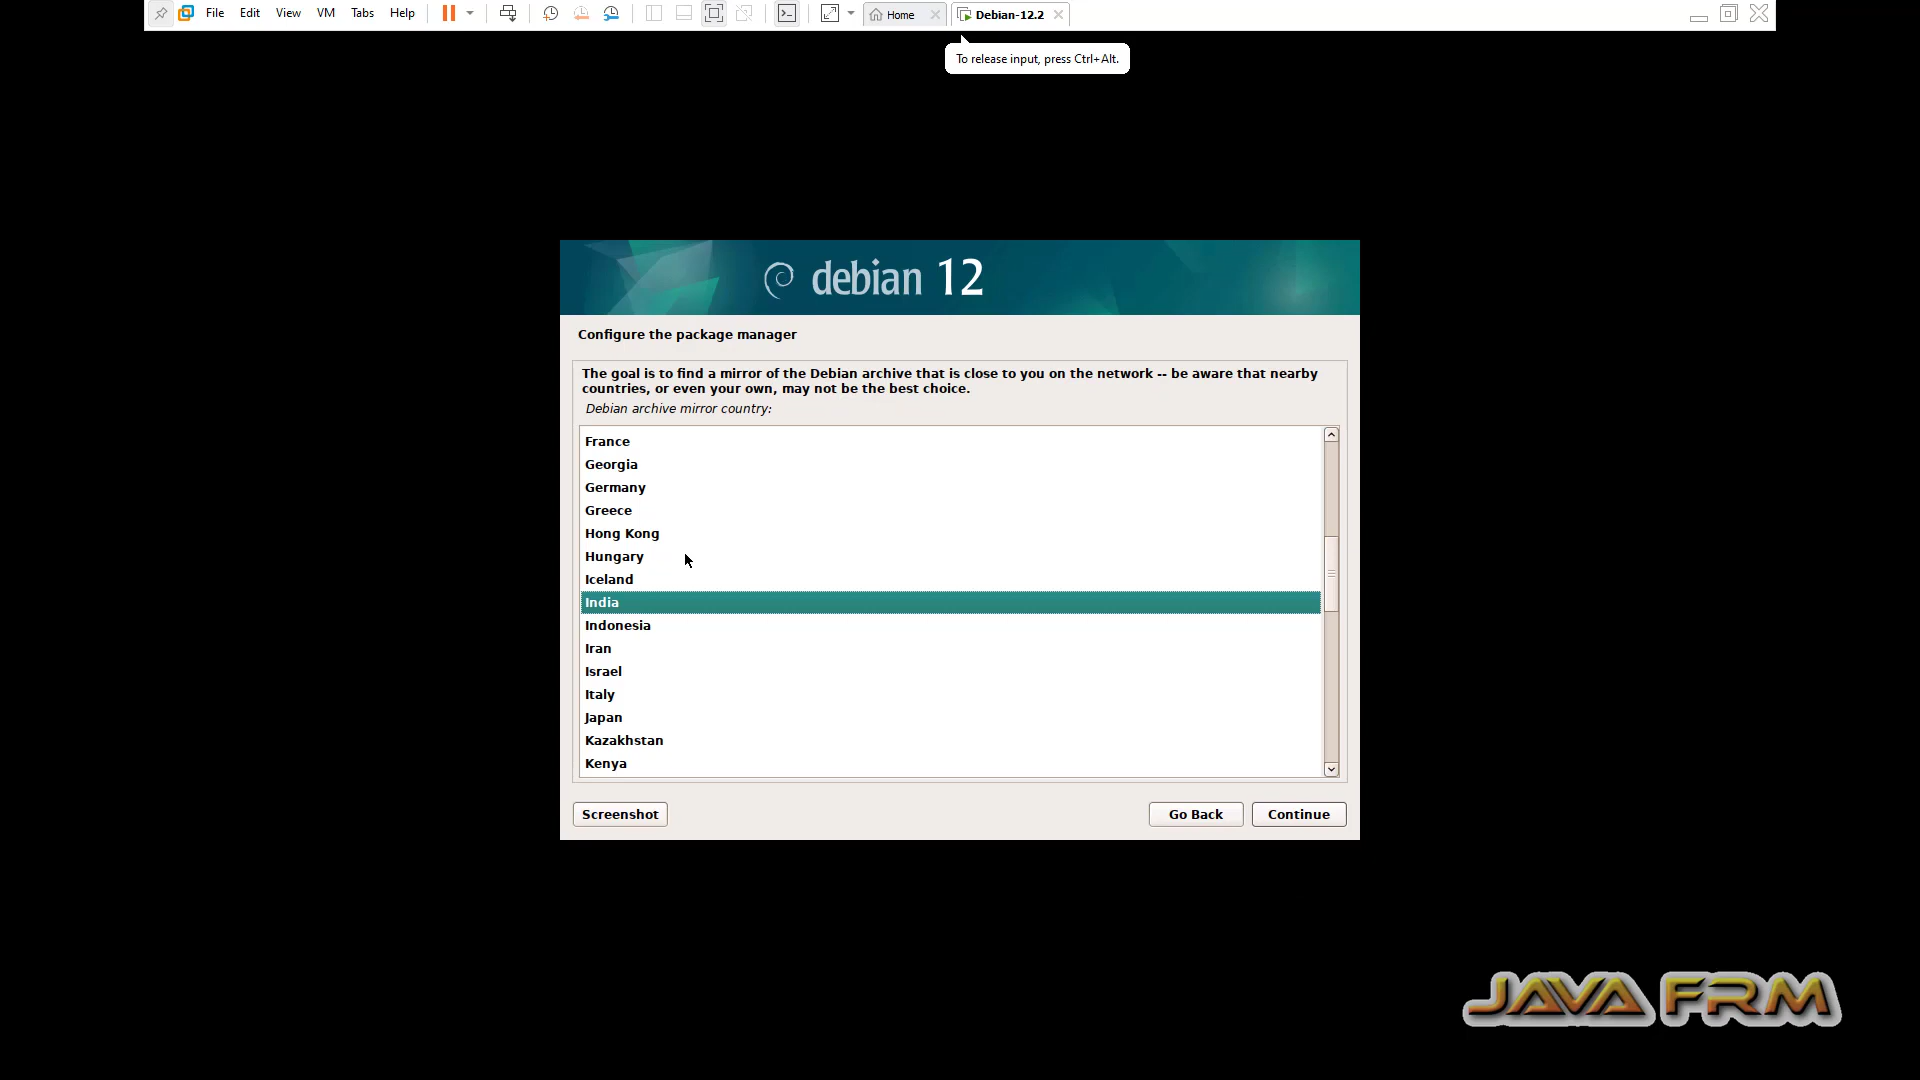 File Edit View VM Tabs Help Home Debian-12.2
To release input, press Ctrl+Alt.
debian 12
Configure the package manager
The goal is to find a mirror of the Debian archive that is close to you on the network -- be aware that nearby
countries, or even your own, may not be the best choice.
Debian archive mirror country:
France
Georgia
Germany
Greece
Hong Kong
Hungary
Iceland
India
Indonesia
Iran
Israel
Italy
Japan
Kazakhstan
Kenya
Screenshot Go Back Continue
JAVA FRM